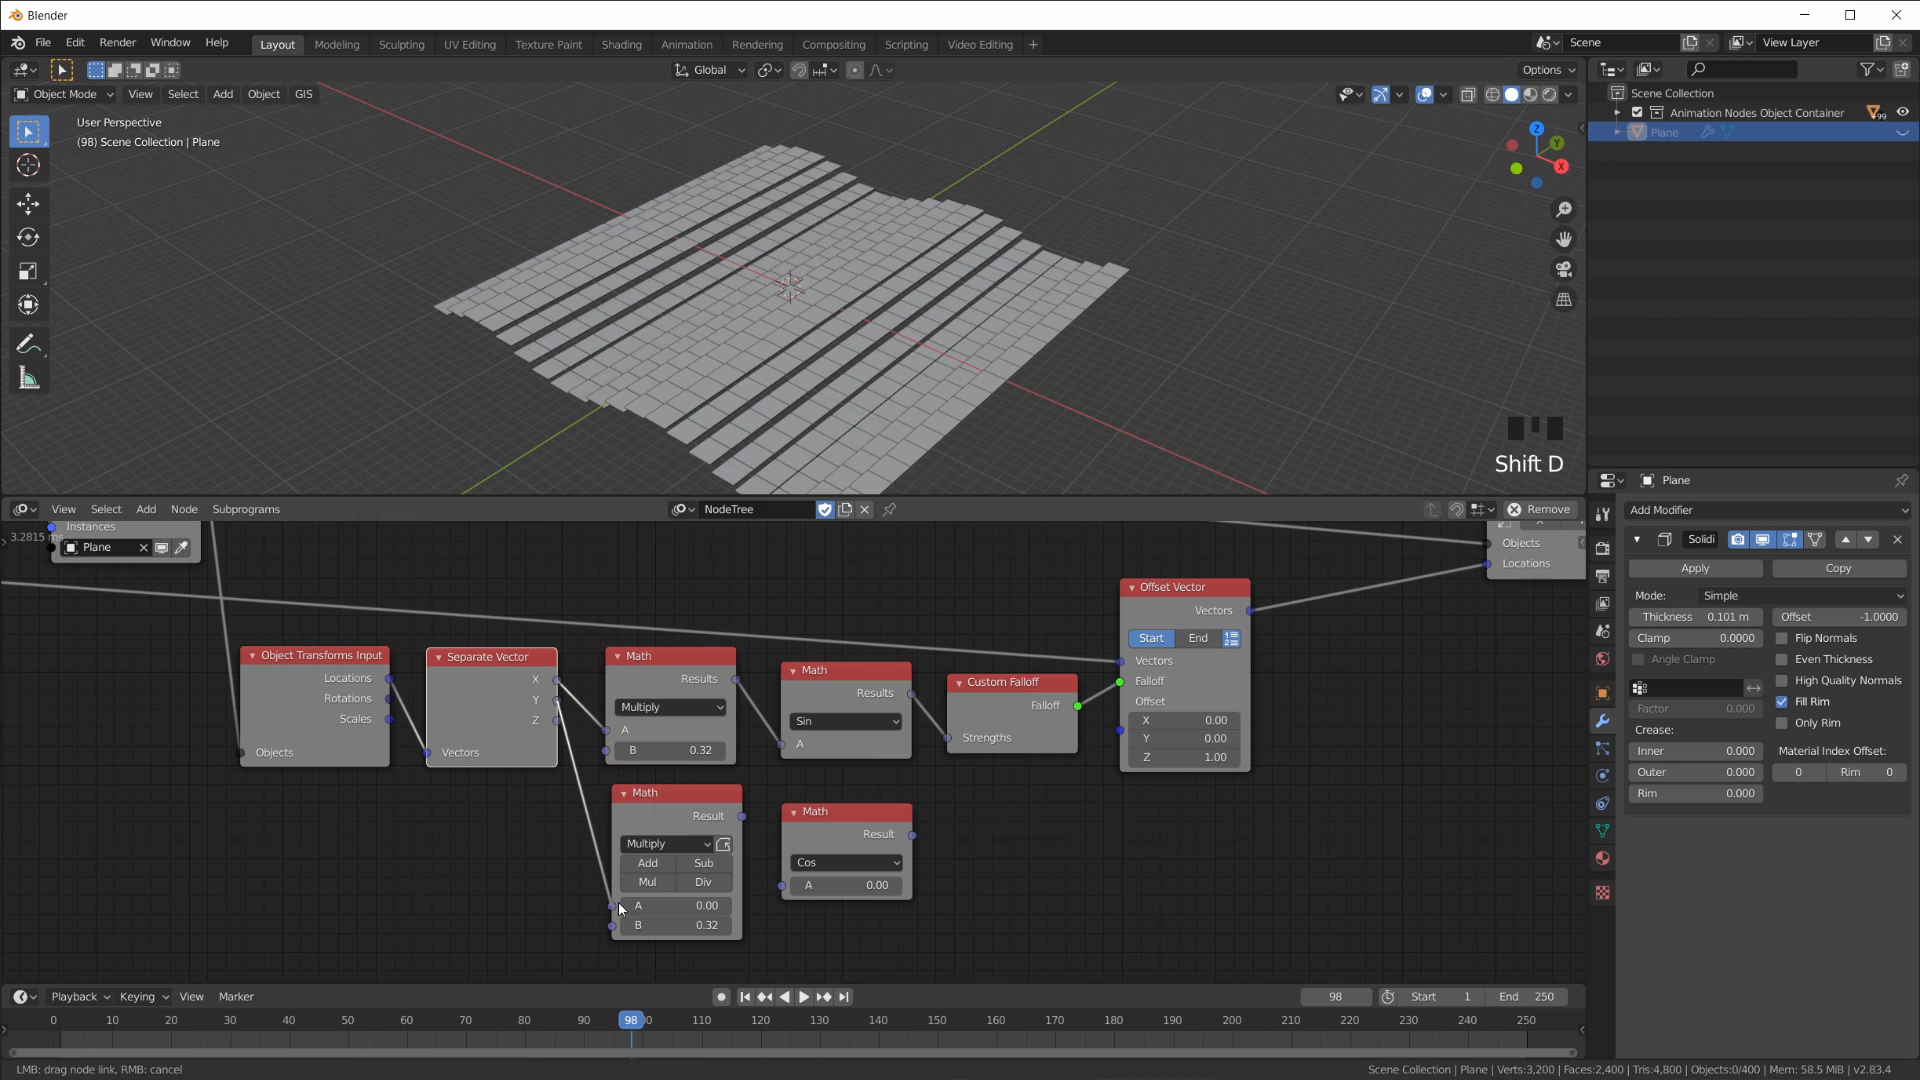 Blender
File Edit Render Window Help Layout Modeling Sculpting UV Editing Texture Paint Shading Animation Rendering Compositing Scripting Video Editing + Scene View Layer
Global Options
Object Mode View Select Add Object GIS
User Perspective
(98) Scene Collection | Plane
Z
Y
X
Shift D
Scene Collection
Animation Nodes Object Container 99
Plane
View Select Add Node Subprograms NodeTree Remove
Instances
3.2815 ms
Plane
Objects
Locations
Object Transforms Input
Locations
Rotations
Scales
Objects
Separate Vector
X
Y
Z
Vectors
Math
Results
Multiply
A
B 0.32
Math
Results
Sin
A
Custom Falloff
Falloff
Strengths
Offset Vector
Vectors
Start End
Vectors
Falloff
Offset
X 0.00
Y 0.00
Z 1.00
Math
Result
Multiply
Add Sub
Mul Div
A 0.00
B 0.32
Math
Result
Cos
A 0.00
Plane
Add Modifier
Solidi
Apply Copy
Mode: Simple
Thickness 0.101 m Offset -1.0000
Clamp 0.0000 Flip Normals
Angle Clamp Even Thickness
High Quality Normals
Factor 0.000 Fill Rim
Only Rim
Crease:
Inner 0.000 Material Index Offset:
Outer 0.000 0 Rim 0
Rim 0.000
Playback Keying View Marker 98 Start 1 End 250
0 10 20 30 40 50 60 70 80 90 98 110 120 130 140 150 160 170 180 190 200 210 220 230 240 250
LMB: drag node link, RMB: cancel
Scene Collection | Plane | Verts:3,200 | Faces:2,400 | Tris:4,800 | Objects:0/400 | Mem: 58.5 MiB | v2.83.4